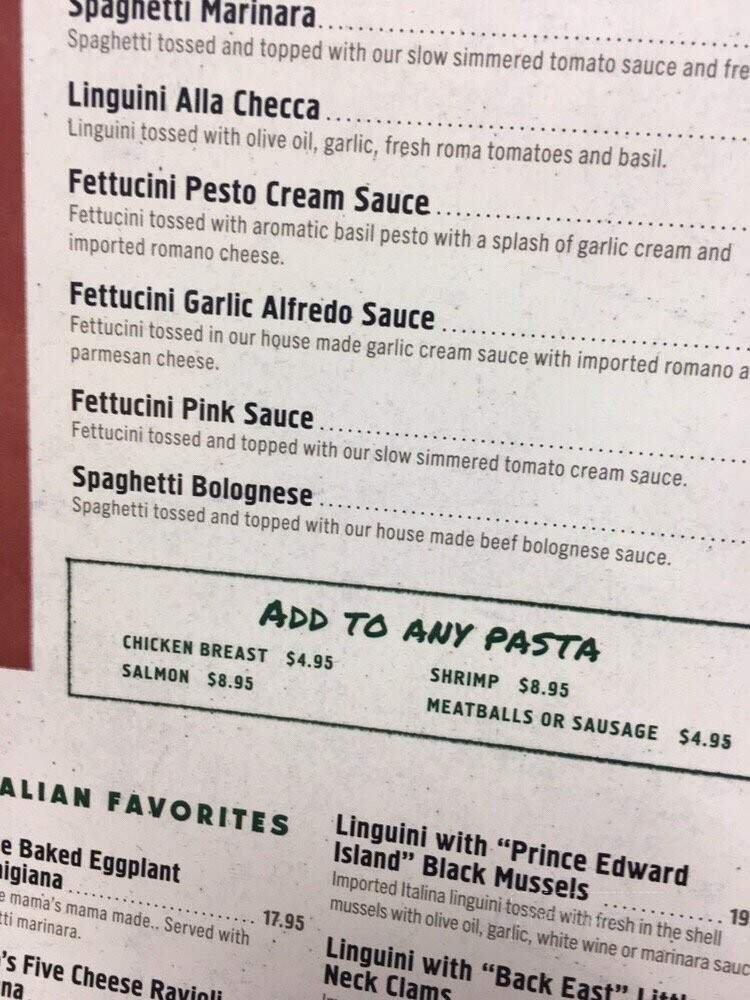 Spaghetti Marinara
Spaghetti tossed and topped with our slow simmered tomato sauce and fre
Linguini Alla Checca
Linguini tossed with olive oil, garlic, fresh roma tomatoes and basil.
Fettucini Pesto Cream Sauce
Fettucini tossed with aromatic basil pesto with a splash of garlic cream and
imported romano cheese.
Fettucini Garlic Alfredo Sauce
Fettucini tossed in our house made garlic cream sauce with imported romano a
parmesan cheese.
Fettucini Pink Sauce
Fettucini tossed and topped with our slow simmered tomato cream sauce.
Spaghetti Bolognese
Spaghetti tossed and topped with our house made beef bolognese sauce.
ADD TO ANY PASTA
CHICKEN BREAST $4.95
SALMON $8.95
SHRIMP $8.95
MEATBALLS OR SAUSAGE $4.95
ALIAN FAVORITES
e Baked Eggplant
igiana 17.95
e mama's mama made.. Served with
tti marinara.
's Five Cheese Ravioli
na
Linguini with "Prince Edward
Island" Black Mussels 19
Imported Italina linguini tossed with fresh in the shell
mussels with olive oil, garlic, white wine or marinara sauc
Linguini with "Back East" Litt
Neck Clams